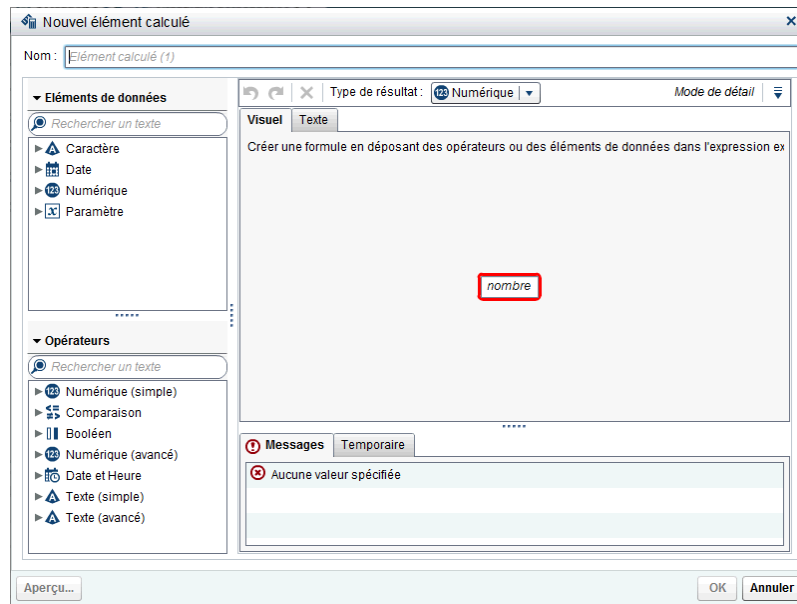 Nouvel élément calculé
Nom : Elément calculé (1)
Eléments de données
Rechercher un texte
Caractère
Date
Numérique
Paramètre
Opérateurs
Rechercher un texte
Numérique (simple)
Comparaison
Booléen
Numérique (avancé)
Date et Heure
Texte (simple)
Texte (avancé)
Type de résultat : 123 Numérique Mode de détail
Visuel Texte
Créer une formule en déposant des opérateurs ou des éléments de données dans l'expression ex
nombre
Messages Temporaire
Aucune valeur spécifiée
Aperçu... OK Annuler